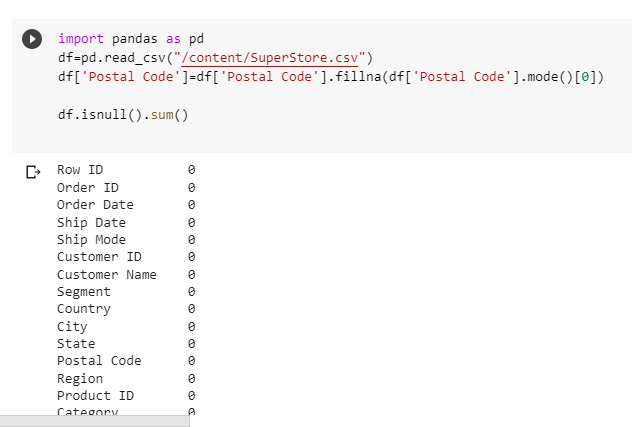 import pandas as pd
df=pd.read_csv("/content/SuperStore.csv")
df['Postal Code']=df['Postal Code'].fillna(df['Postal Code'].mode()[0])
df.isnull().sum()
Row ID 0
Order ID 0
Order Date 0
Ship Date 0
Ship Mode 0
Customer ID 0
Customer Name 0
Segment 0
Country 0
City 0
State 0
Postal Code 0
Region 0
Product ID 0
Category 0